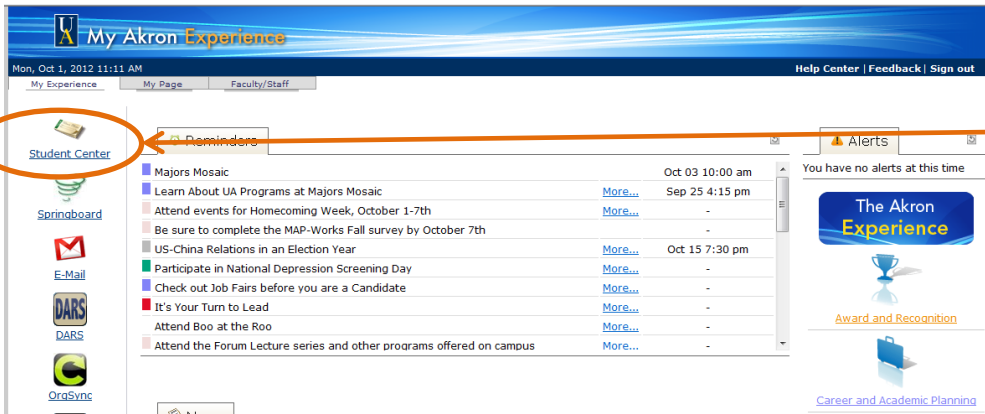 UA My Akron Experience
Mon, Oct 1, 2012 11:11 AM Help Center | Feedback | Sign out
My Experience My Page Faculty/Staff
Student Center
Springboard
E-Mail
DARS
DARS
OrgSync
Reminders
Majors Mosaic Oct 03 10:00 am
Learn About UA Programs at Majors Mosaic More... Sep 25 4:15 pm
Attend events for Homecoming Week, October 1-7th More... -
Be sure to complete the MAP-Works Fall survey by October 7th -
US-China Relations in an Election Year More... Oct 15 7:30 pm
Participate in National Depression Screening Day More... -
Check out Job Fairs before you are a Candidate More... -
It's Your Turn to Lead More... -
Attend Boo at the Roo More... -
Attend the Forum Lecture series and other programs offered on campus More... -
Alerts
You have no alerts at this time
The Akron
Experience
Award and Recognition
Career and Academic Planning